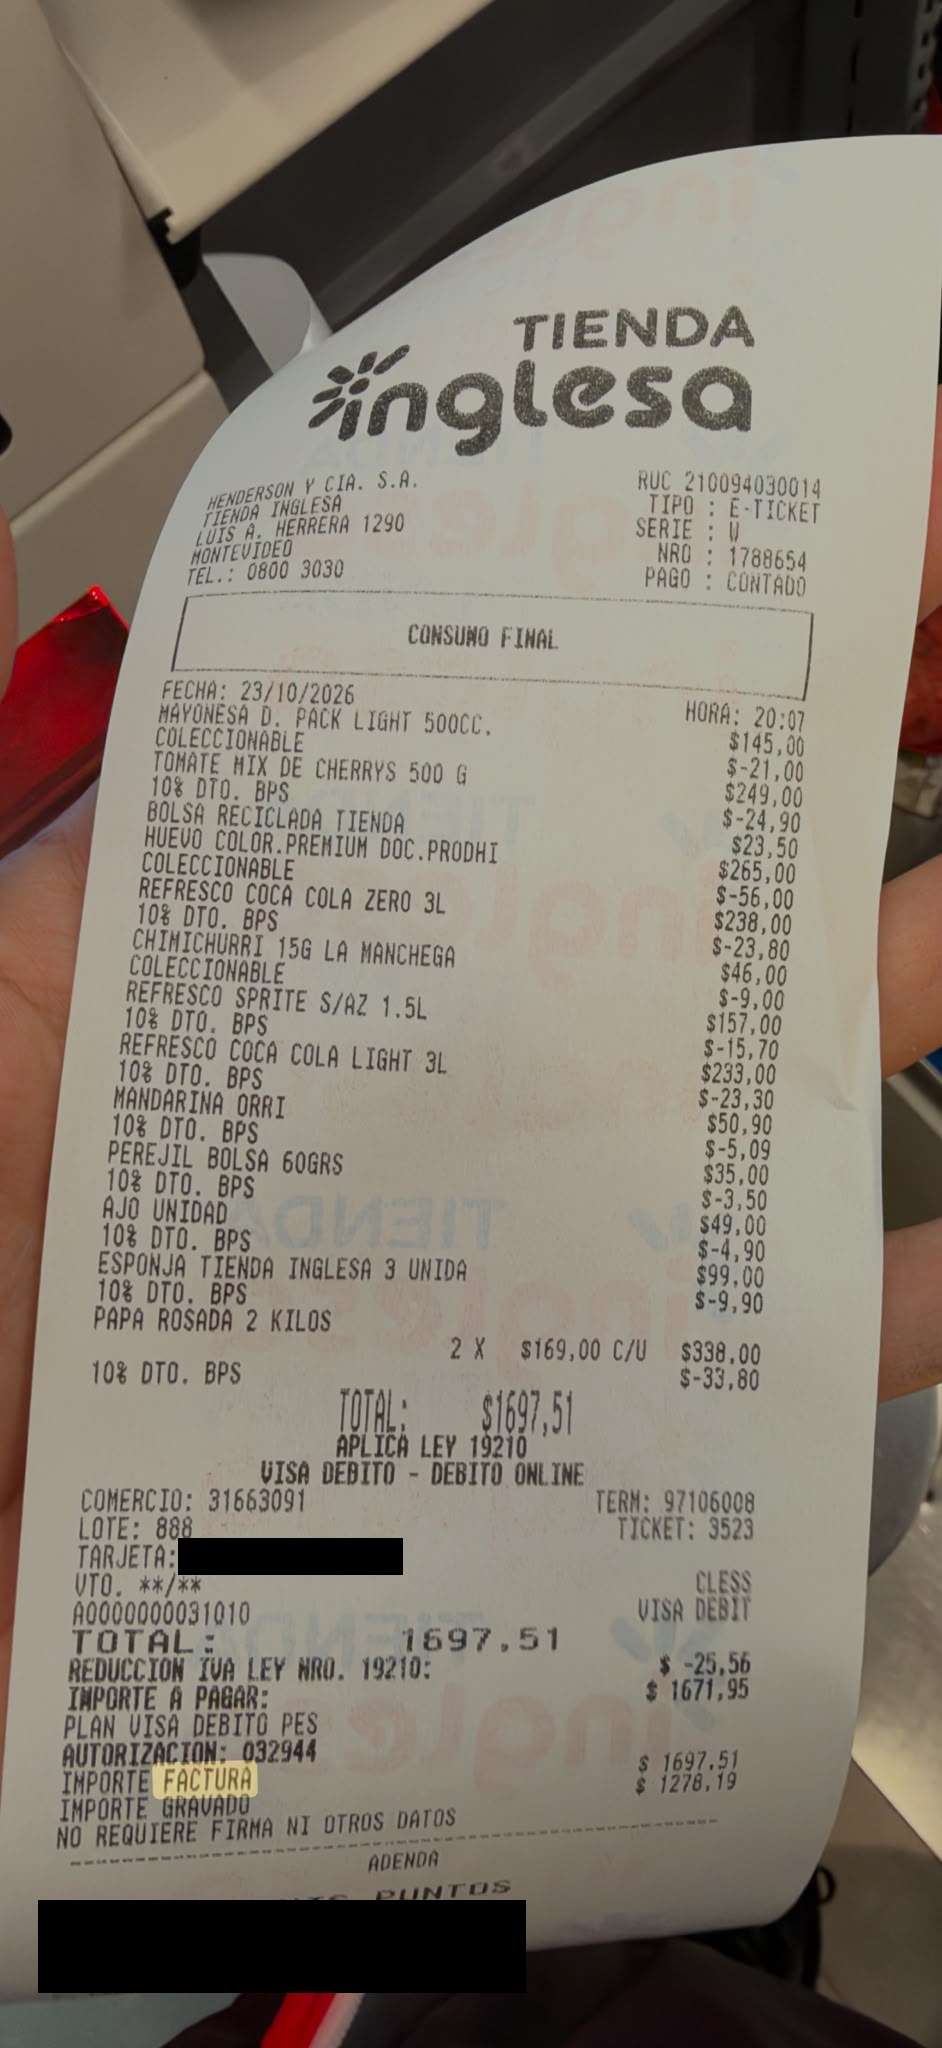 TIENDA
inglesa
HENDERSON Y CIA. S.A.
TIENDA INGLESA
LUIS A. HERRERA 1290
MONTEVIDEO
TEL.: 0800 3030
RUC 210094030014
TIPO : E-TICKET
SERIE : W
NRO : 1788654
PAGO : CONTADO
CONSUMO FINAL
FECHA: 23/10/2026 HORA: 20:07
MAYONESA D. PACK LIGHT 500CC. $145,00
COLECCIONABLE $-21,00
TOMATE MIX DE CHERRYS 500 G $249,00
10% DTO. BPS $-24,90
BOLSA RECICLADA TIENDA $23,50
HUEVO COLOR.PREMIUM DOC.PRODHI $265,00
COLECCIONABLE $-56,00
REFRESCO COCA COLA ZERO 3L $238,00
10% DTO. BPS $-23,80
CHIMICHURRI 15G LA MANCHEGA $46,00
COLECCIONABLE $-9,00
REFRESCO SPRITE S/AZ 1.5L $157,00
10% DTO. BPS $-15,70
REFRESCO COCA COLA LIGHT 3L $233,00
10% DTO. BPS $-23,30
MANDARINA ORRI $50,90
10% DTO. BPS $-5,09
PEREJIL BOLSA 60GRS $35,00
10% DTO. BPS $-3,50
AJO UNIDAD $49,00
10% DTO. BPS $-4,90
ESPONJA TIENDA INGLESA 3 UNIDA $99,00
10% DTO. BPS $-9,90
PAPA ROSADA 2 KILOS
2 X $169,00 C/U $338,00
10% DTO. BPS $-33,80
TOTAL: $1697,51
APLICA LEY 19210
VISA DEBITO - DEBITO ONLINE
COMERCIO: 31663091 TERM: 97106008
LOTE: 888 TICKET: 3523
TARJETA:
VTO. **/** CLESS
A0000000031010 VISA DEBIT
TOTAL: 1697,51
REDUCCION IVA LEY NRO. 19210: $ -25,56
IMPORTE A PAGAR: $ 1671,95
PLAN VISA DEBITO PES
AUTORIZACION: 032944
IMPORTE FACTURA $ 1697,51
IMPORTE GRAVADO $ 1278,19
NO REQUIERE FIRMA NI OTROS DATOS
ADENDA
PUNTOS